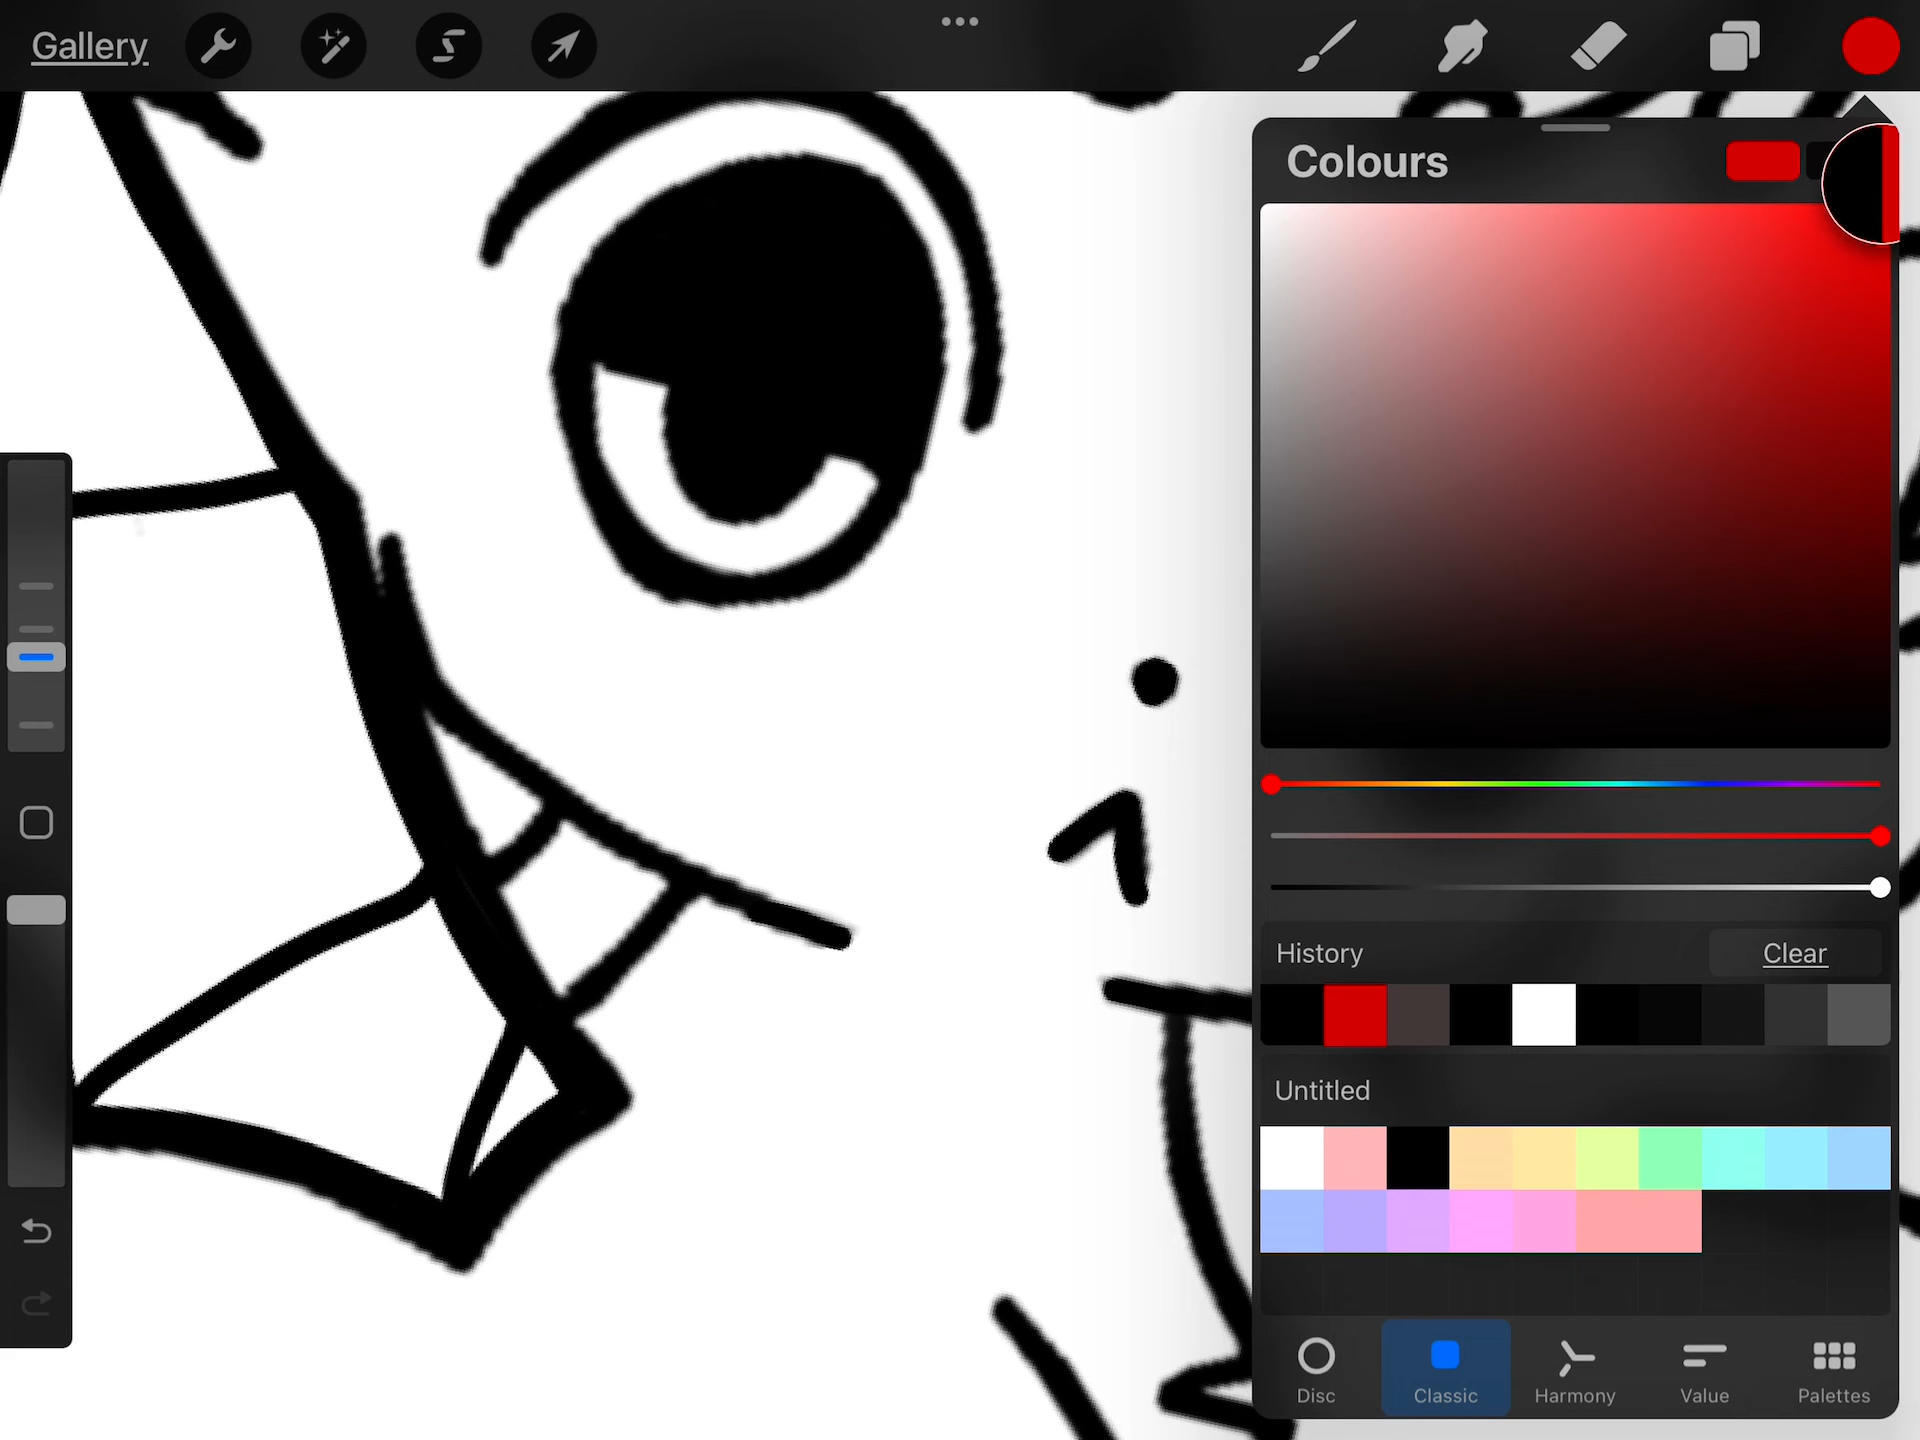 Gallery
Colours
History
Clear
Untitled
Disc
Classic
Harmony
Value
Palettes